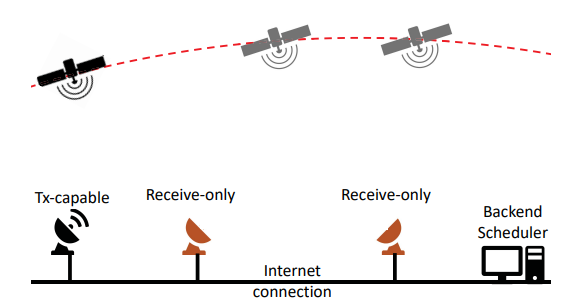 Tx-capable
Receive-only
Receive-only
Backend
Scheduler
Internet
connection